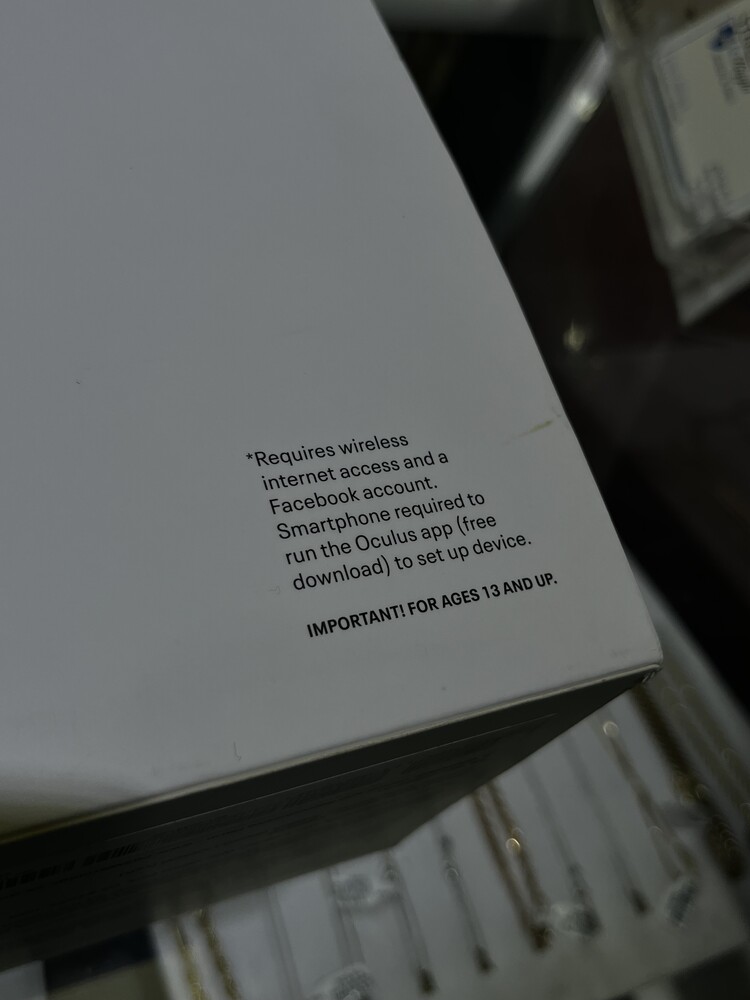 *Requires wireless
internet access and a
Facebook account.
Smartphone required to
run the Oculus app (free
download) to set up device.
IMPORTANT! FOR AGES 13 AND UP.